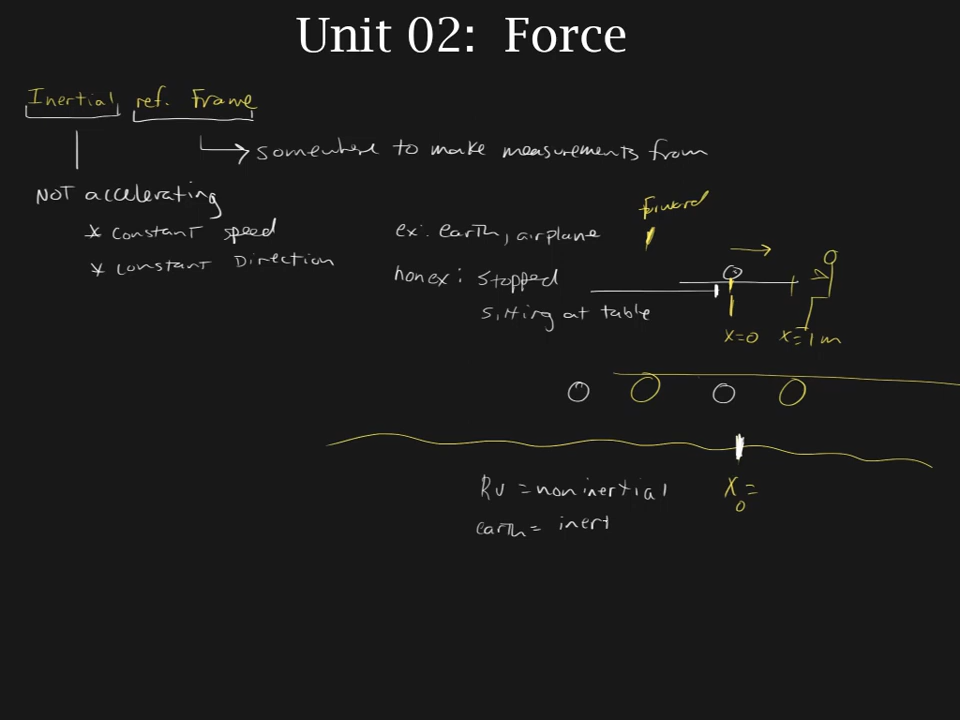 Unit 02: Force
Inertial ref. Frame
somewhere to make measurements from
NOT accelerating
* constant speed
* constant Direction
Forward
ex: earth, airplane
nonex: stopped
sitting at table
x=0 x=1m
RV = noninertial
earth = inert
X =
0